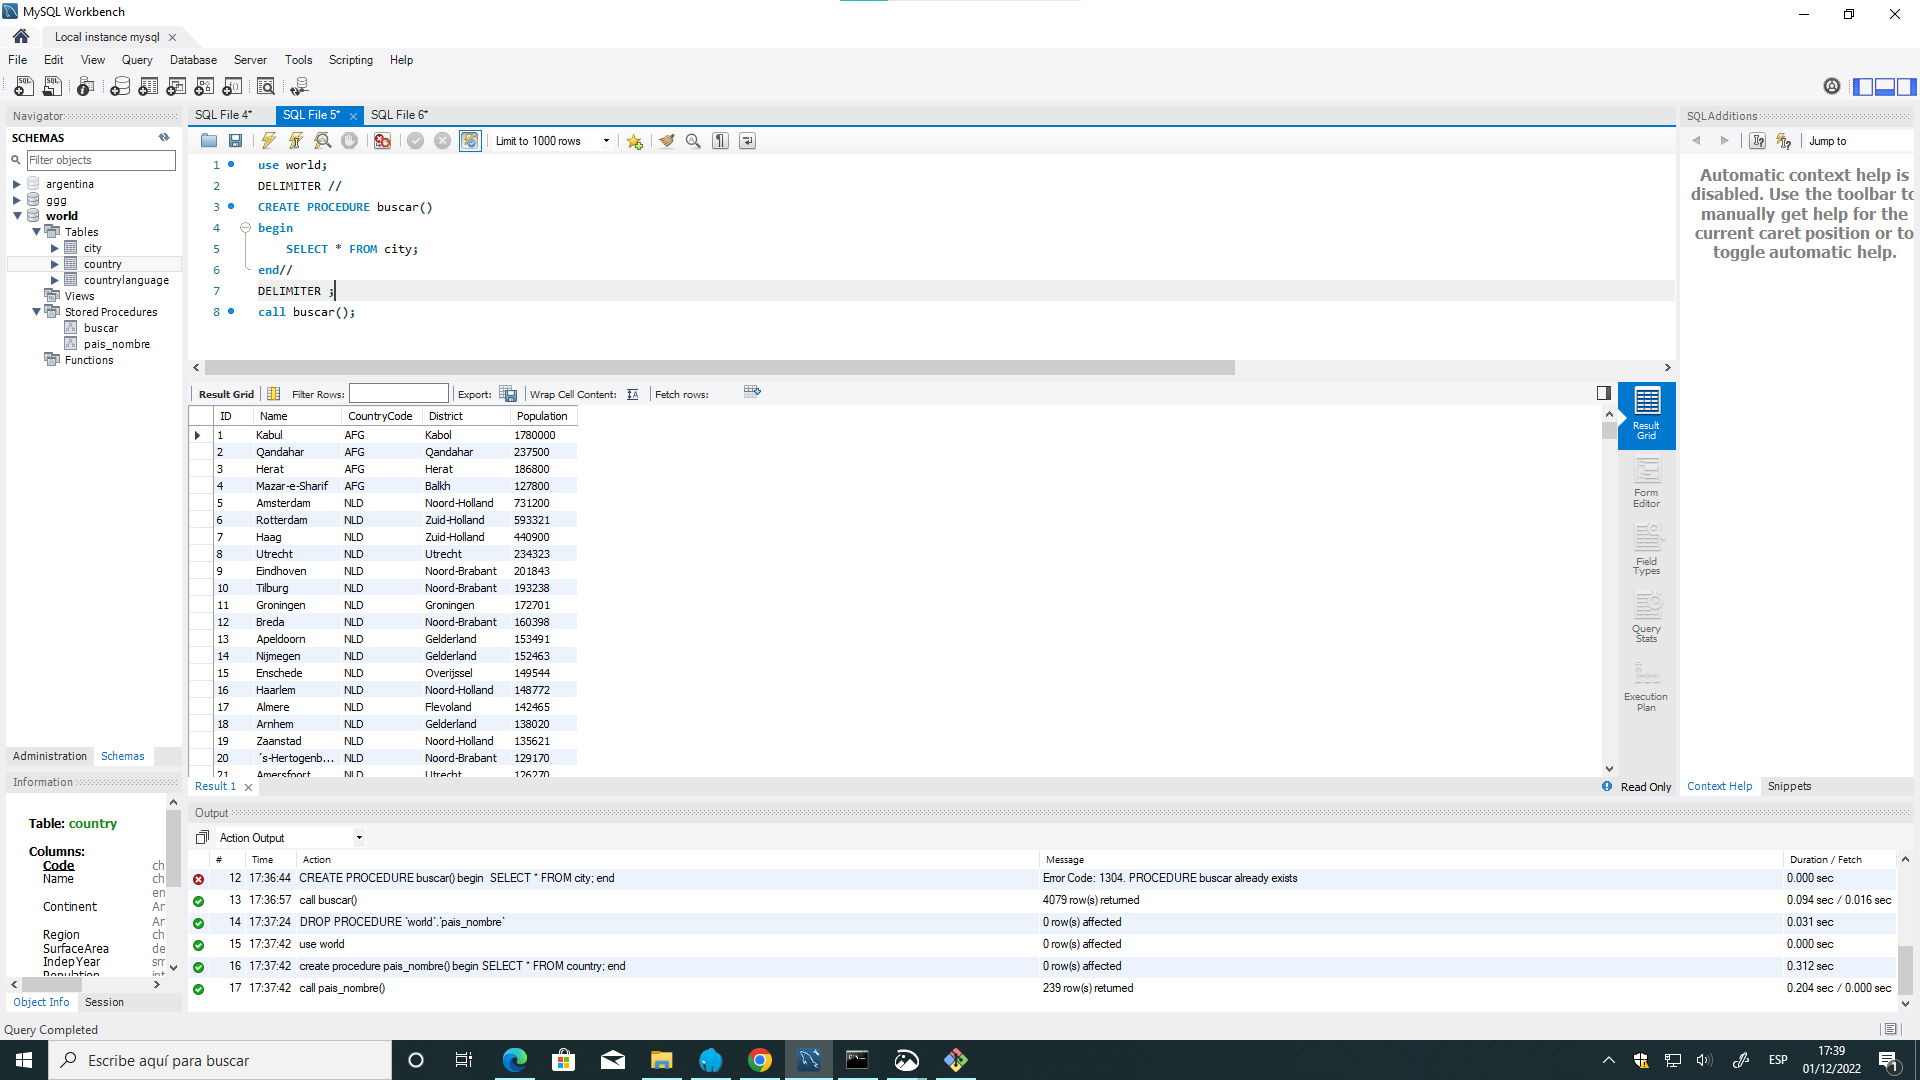 MySQL Workbench
Local instance mysql
File Edit View Query Database Server Tools Scripting Help
Navigator
SCHEMAS
Filter objects
argentina
ggg
world
Tables
city
country
countrylanguage
Views
Stored Procedures
buscar
pais_nombre
Functions
Administration Schemas
Information
Table: country
Columns:
Code ch
Name ch
en
Continent
Region ch
SurfaceArea de
IndepYear sm
Population int
Object Info Session
Query Completed
SQL File 4* SQL File 5* SQL File 6*
Limit to 1000 rows
1 use world;
2 DELIMITER //
3 CREATE PROCEDURE buscar()
4 begin
5 SELECT * FROM city;
6 end//
7 DELIMITER ;
8 call buscar();
Result Grid Filter Rows: Export: Wrap Cell Content: Fetch rows:
ID Name CountryCode District Population
1 Kabul AFG Kabol 1780000
2 Qandahar AFG Qandahar 237500
3 Herat AFG Herat 186800
4 Mazar-e-Sharif AFG Balkh 127800
5 Amsterdam NLD Noord-Holland 731200
6 Rotterdam NLD Zuid-Holland 593321
7 Haag NLD Zuid-Holland 440900
8 Utrecht NLD Utrecht 234323
9 Eindhoven NLD Noord-Brabant 201843
10 Tilburg NLD Noord-Brabant 193238
11 Groningen NLD Groningen 172701
12 Breda NLD Noord-Brabant 160398
13 Apeldoorn NLD Gelderland 153491
14 Nijmegen NLD Gelderland 152463
15 Enschede NLD Overijssel 149544
16 Haarlem NLD Noord-Holland 148772
17 Almere NLD Flevoland 142465
18 Arnhem NLD Gelderland 138020
19 Zaanstad NLD Noord-Holland 135621
20 ´s-Hertogenb... NLD Noord-Brabant 129170
21 Amersfoort NLD Utrecht 126270
Result 1
Read Only
Result
Grid
Form
Editor
Field
Types
Query
Stats
Execution
Plan
SQLAdditions
Jump to
Automatic context help is
disabled. Use the toolbar to
manually get help for the
current caret position or to
toggle automatic help.
Context Help Snippets
Output
Action Output
# Time Action Message Duration / Fetch
12 17:36:44 CREATE PROCEDURE buscar() begin SELECT * FROM city; end Error Code: 1304. PROCEDURE buscar already exists 0.000 sec
13 17:36:57 call buscar() 4079 row(s) returned 0.094 sec / 0.016 sec
14 17:37:24 DROP PROCEDURE `world`.`pais_nombre` 0 row(s) affected 0.031 sec
15 17:37:42 use world 0 row(s) affected 0.000 sec
16 17:37:42 create procedure pais_nombre() begin SELECT * FROM country; end 0 row(s) affected 0.312 sec
17 17:37:42 call pais_nombre() 239 row(s) returned 0.204 sec / 0.000 sec
Escribe aquí para buscar
ESP
17:39
01/12/2022
1